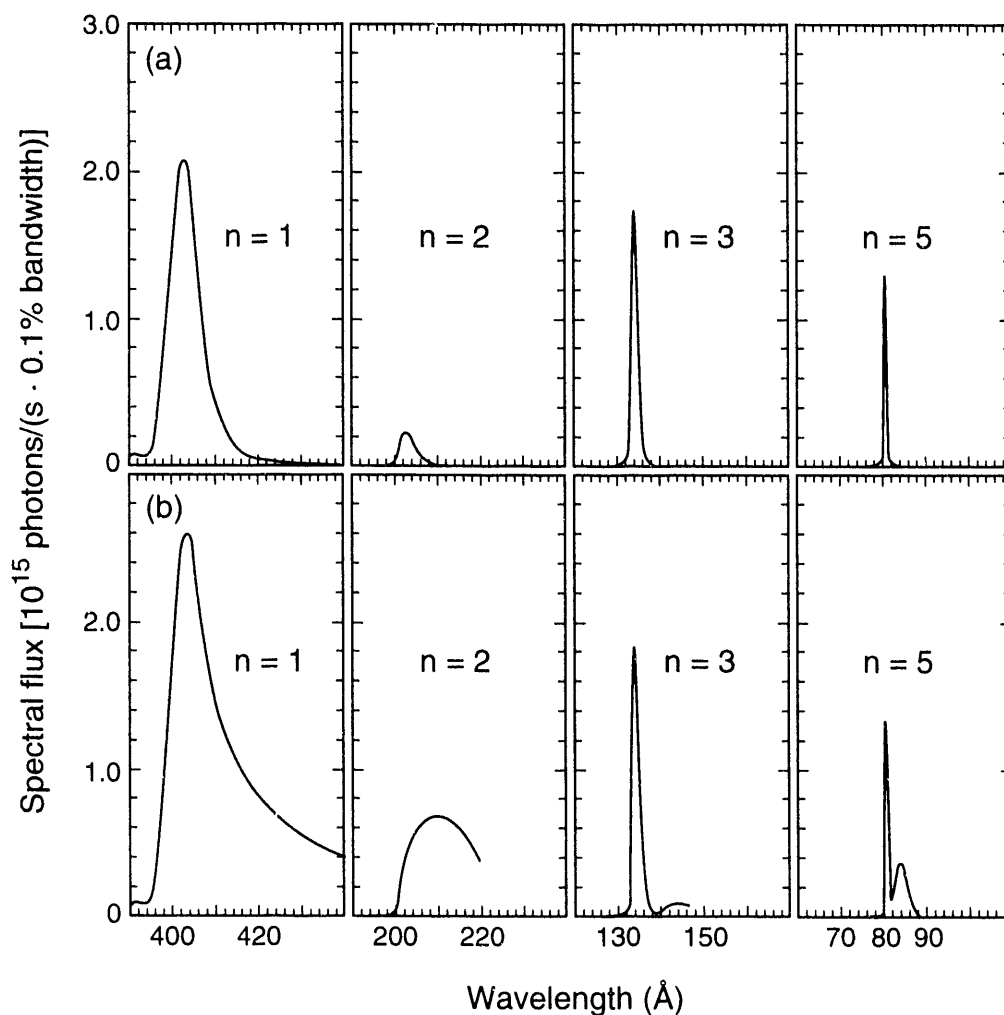 Spectral flux [10¹⁵ photons/(s · 0.1% bandwidth)]
3.0
(a)
2.0
n = 1
n = 2
n = 3
n = 5
1.0
0
(b)
2.0
n = 1
n = 2
n = 3
n = 5
1.0
0
400 420 200 220 130 150 70 80 90
Wavelength (Å)